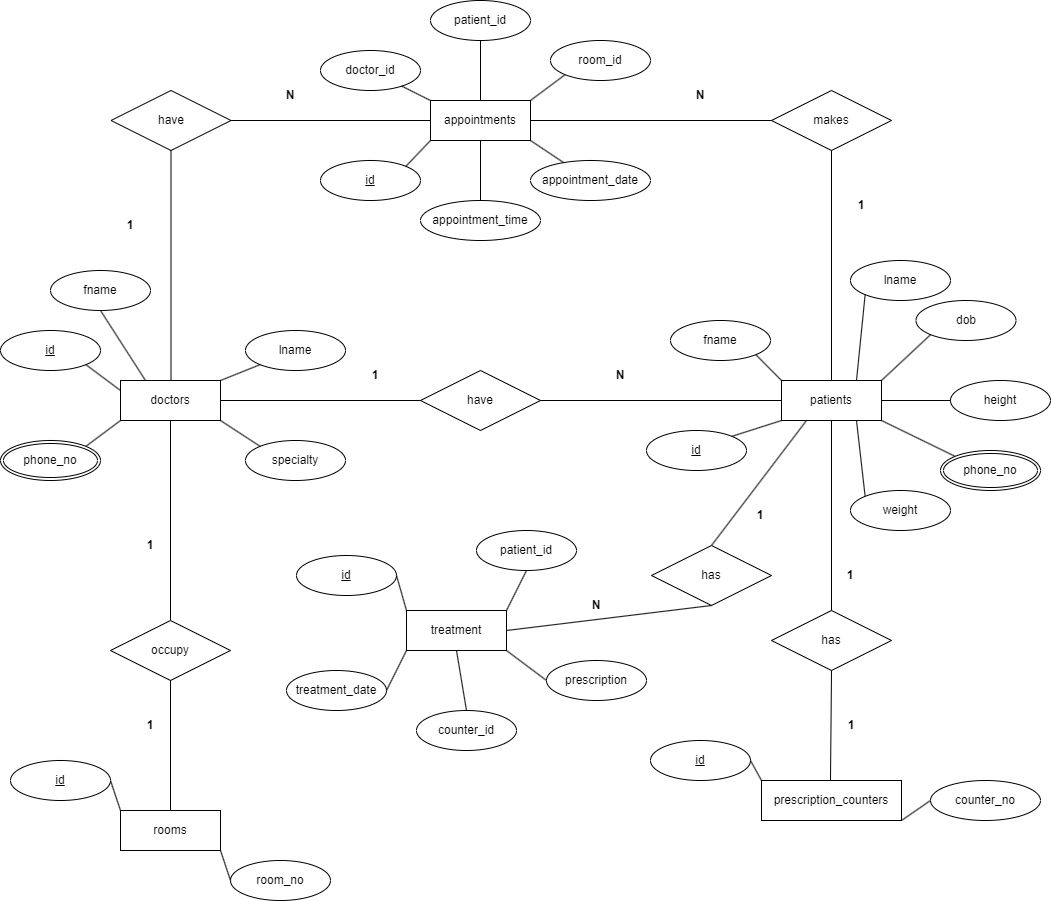 patient_id
room_id
doctor_id
N
N
have
appointments
makes
id
appointment_date
1
appointment_time
1
lname
fname
dob
fname
id
lname
1
N
doctors
have
patients
height
id
phone_no
specialty
phone_no
weight
1
1
patient_id
id
has
1
N
treatment
has
occupy
prescription
treatment_date
1
counter_id
1
id
id
prescription_counters
counter_no
rooms
room_no